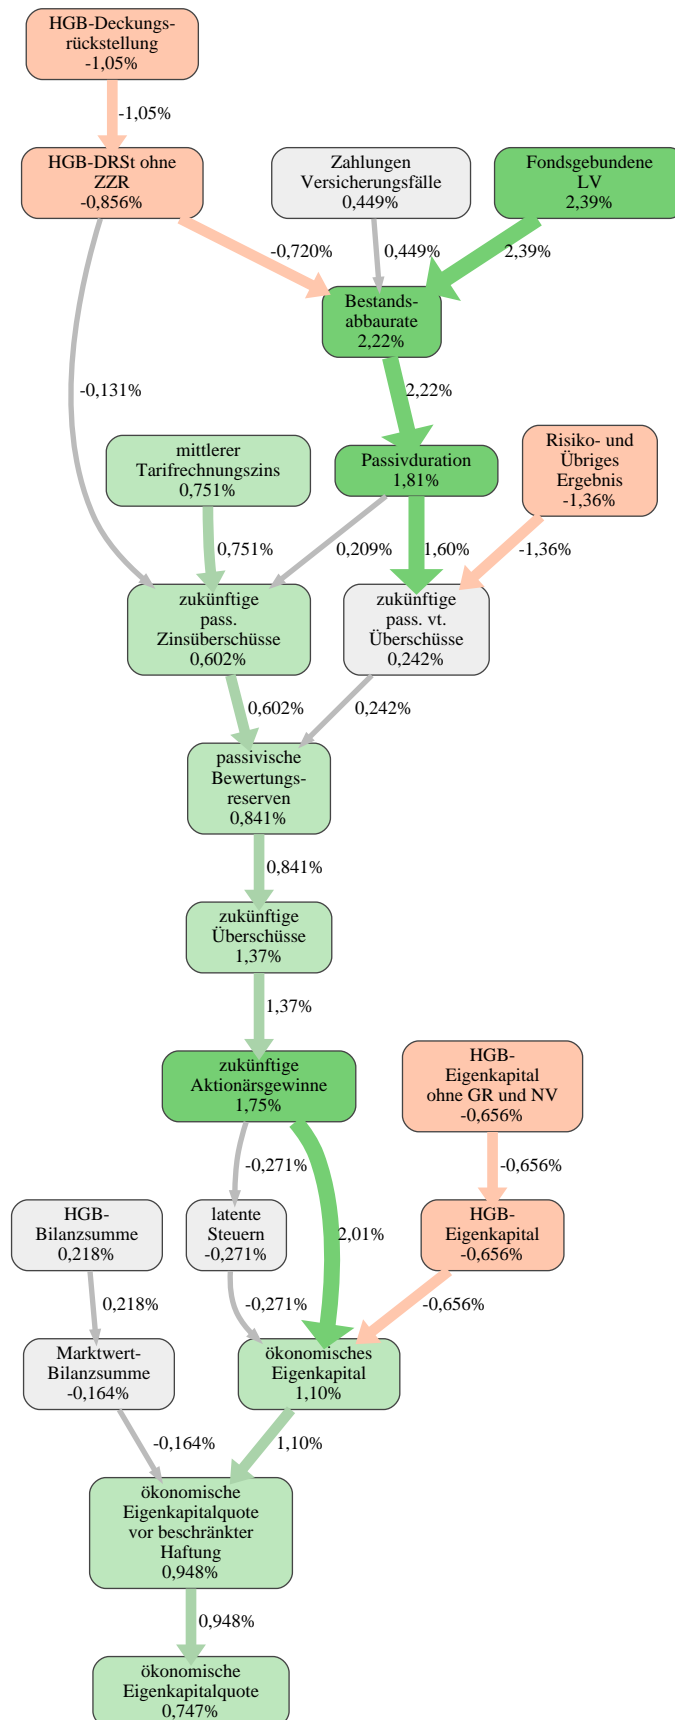 HGB-Deckungs-
rückstellung
-1,05%
-1,05%
HGB-DRSt ohne
ZZR
-0,856%
Zahlungen
Versicherungsfälle
0,449%
Fondsgebundene
LV
2,39%
-0,720%
0,449%
2,39%
Bestands-
abbaurate
2,22%
-0,131%
2,22%
mittlerer
Tarifrechnungszins
0,751%
Passivduration
1,81%
Risiko- und
Übriges
Ergebnis
-1,36%
0,751%
0,209%
1,60%
-1,36%
zukünftige
pass.
Zinsüberschüsse
0,602%
zukünftige
pass. vt.
Überschüsse
0,242%
0,602%
0,242%
passivische
Bewertungs-
reserven
0,841%
0,841%
zukünftige
Überschüsse
1,37%
1,37%
zukünftige
Aktionärsgewinne
1,75%
HGB-
Eigenkapital
ohne GR und NV
-0,656%
-0,271%
-0,656%
HGB-
Bilanzsumme
0,218%
latente
Steuern
-0,271%
2,01%
HGB-
Eigenkapital
-0,656%
0,218%
-0,271%
-0,656%
Marktwert-
Bilanzsumme
-0,164%
ökonomisches
Eigenkapital
1,10%
-0,164%
1,10%
ökonomische
Eigenkapitalquote
vor beschränkter
Haftung
0,948%
0,948%
ökonomische
Eigenkapitalquote
0,747%